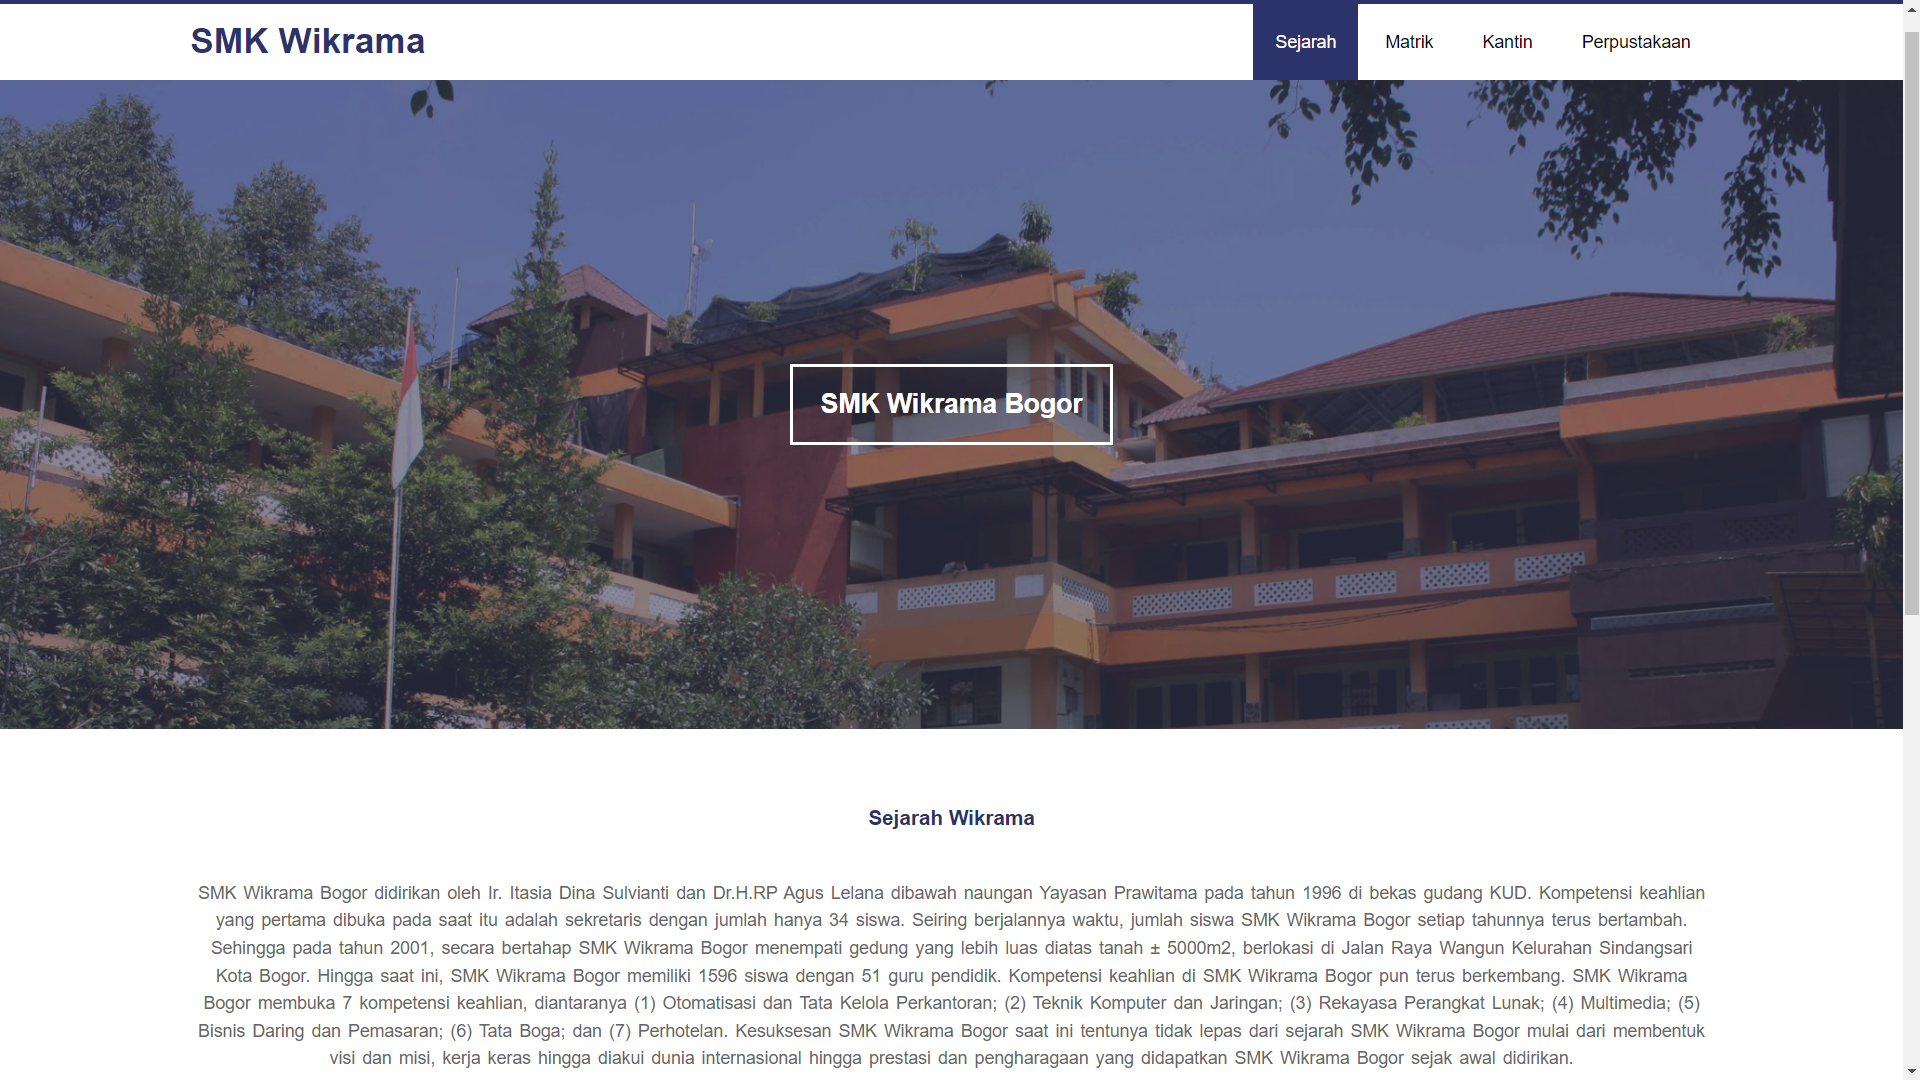 SMK Wikrama
Sejarah
Matrik
Kantin
Perpustakaan
SMK Wikrama Bogor
Sejarah Wikrama
SMK Wikrama Bogor didirikan oleh Ir. Itasia Dina Sulvianti dan Dr.H.RP Agus Lelana dibawah naungan Yayasan Prawitama pada tahun 1996 di bekas gudang KUD. Kompetensi keahlian
yang pertama dibuka pada saat itu adalah sekretaris dengan jumlah hanya 34 siswa. Seiring berjalannya waktu, jumlah siswa SMK Wikrama Bogor setiap tahunnya terus bertambah.
Sehingga pada tahun 2001, secara bertahap SMK Wikrama Bogor menempati gedung yang lebih luas diatas tanah ± 5000m2, berlokasi di Jalan Raya Wangun Kelurahan Sindangsari
Kota Bogor. Hingga saat ini, SMK Wikrama Bogor memiliki 1596 siswa dengan 51 guru pendidik. Kompetensi keahlian di SMK Wikrama Bogor pun terus berkembang. SMK Wikrama
Bogor membuka 7 kompetensi keahlian, diantaranya (1) Otomatisasi dan Tata Kelola Perkantoran; (2) Teknik Komputer dan Jaringan; (3) Rekayasa Perangkat Lunak; (4) Multimedia; (5)
Bisnis Daring dan Pemasaran; (6) Tata Boga; dan (7) Perhotelan. Kesuksesan SMK Wikrama Bogor saat ini tentunya tidak lepas dari sejarah SMK Wikrama Bogor mulai dari membentuk
visi dan misi, kerja keras hingga diakui dunia internasional hingga prestasi dan pengharagaan yang didapatkan SMK Wikrama Bogor sejak awal didirikan.